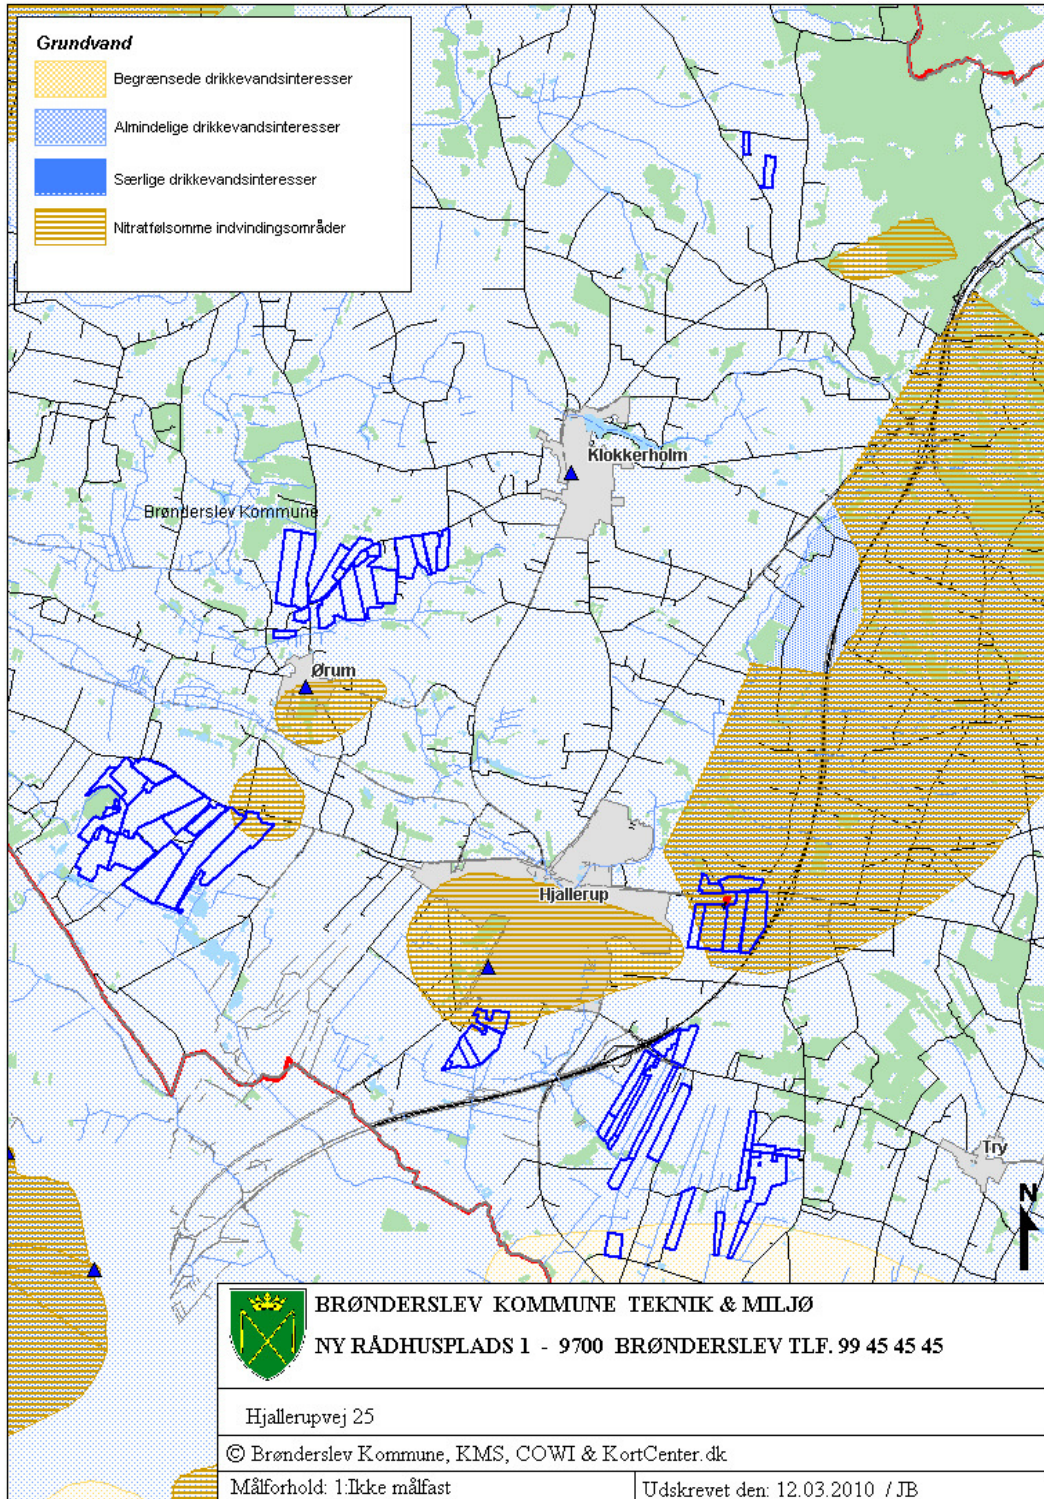 Grundvand
Begrænsede drikkevandsinteresser
Almindelige drikkevandsinteresser
Særlige drikkevandsinteresser
Nitratfølsomme indvindingsområder
Klokkerholm
Brønderslev Kommune
Ørum
Hjallerup
Try
N
BRØNDERSLEV KOMMUNE TEKNIK & MILJØ
NY RÅDHUSPLADS 1 - 9700 BRØNDERSLEV TLF. 99 45 45 45
Hjallerupvej 25
© Brønderslev Kommune, KMS, COWI & KortCenter.dk
Målforhold: 1:Ikke målfast
Udskrevet den: 12.03.2010 / JB